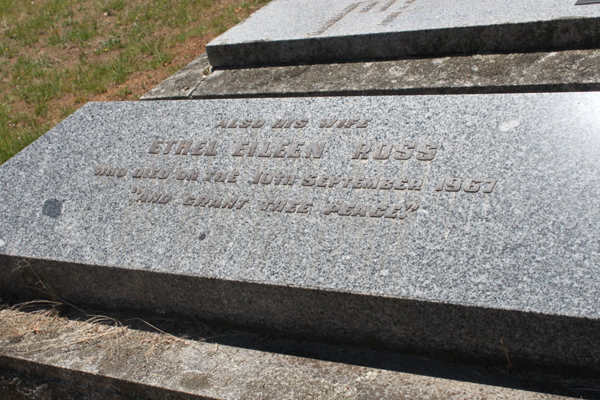 ALSO HIS WIFE
ETHEL EILEEN ROSS
WHO DIED ON THE 10TH SEPTEMBER 1967
"AND GRANT THEE PEACE."